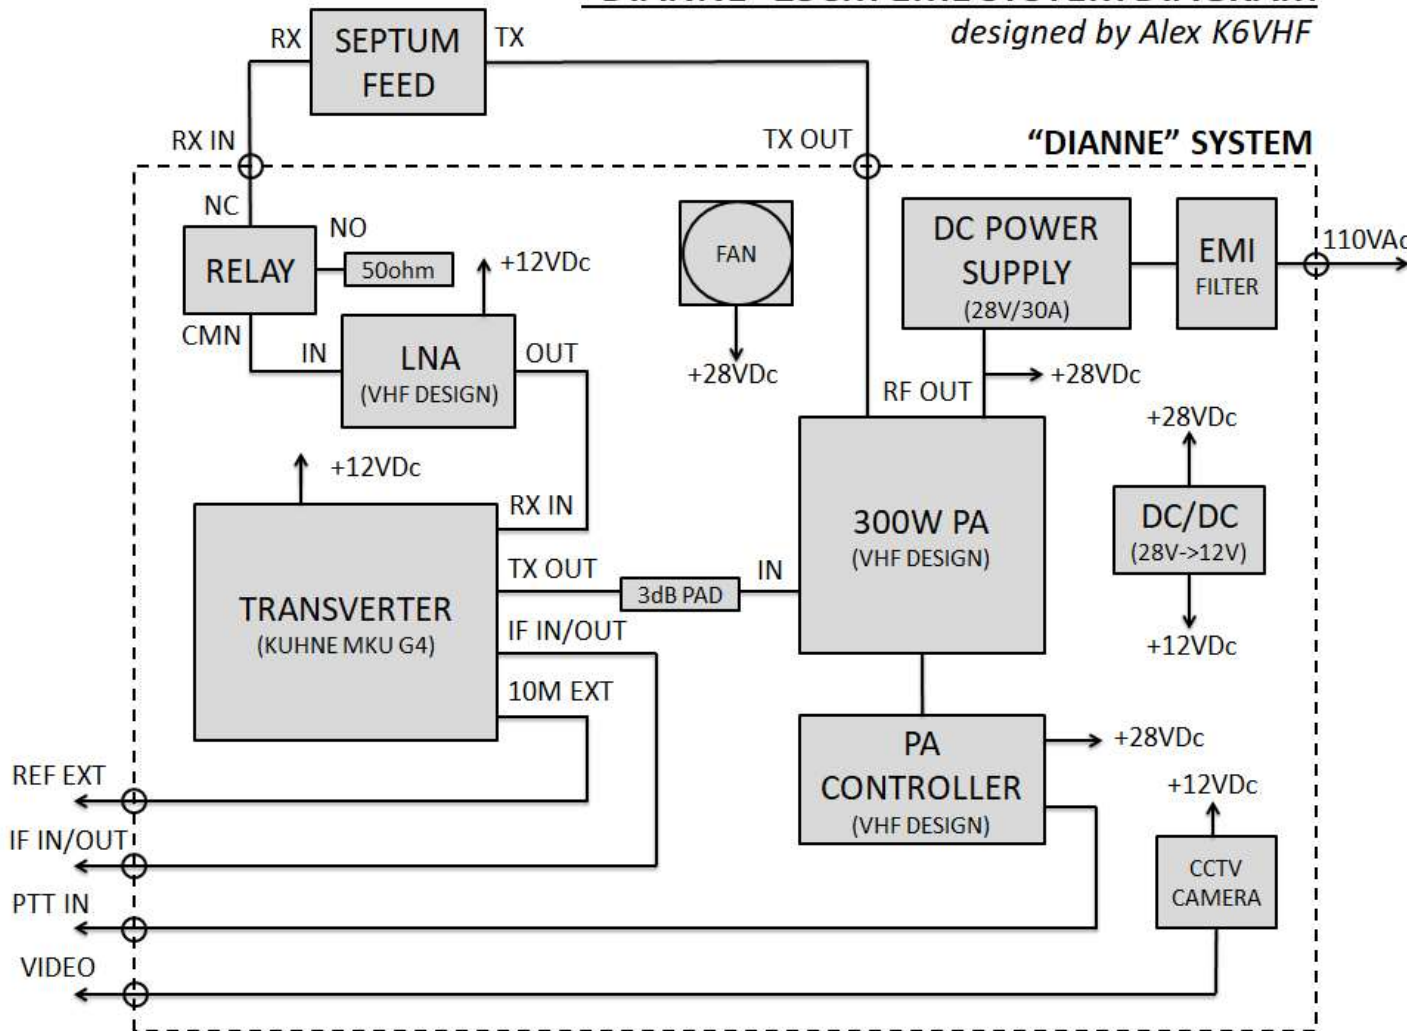 designed by Alex K6VHF
RX
SEPTUM
FEED
TX
RX IN
TX OUT
“DIANNE” SYSTEM
NC
NO
RELAY
50ohm
+12VDc
CMN
IN
LNA
(VHF DESIGN)
OUT
FAN
+28VDc
DC POWER
SUPPLY
(28V/30A)
EMI
FILTER
110VAc
+28VDc
RF OUT
+12VDc
TRANSVERTER
(KUHNE MKU G4)
RX IN
TX OUT
IF IN/OUT
10M EXT
3dB PAD
IN
300W PA
(VHF DESIGN)
+28VDc
DC/DC
(28V->12V)
+12VDc
PA
CONTROLLER
(VHF DESIGN)
+28VDc
+12VDc
CCTV
CAMERA
REF EXT
IF IN/OUT
PTT IN
VIDEO